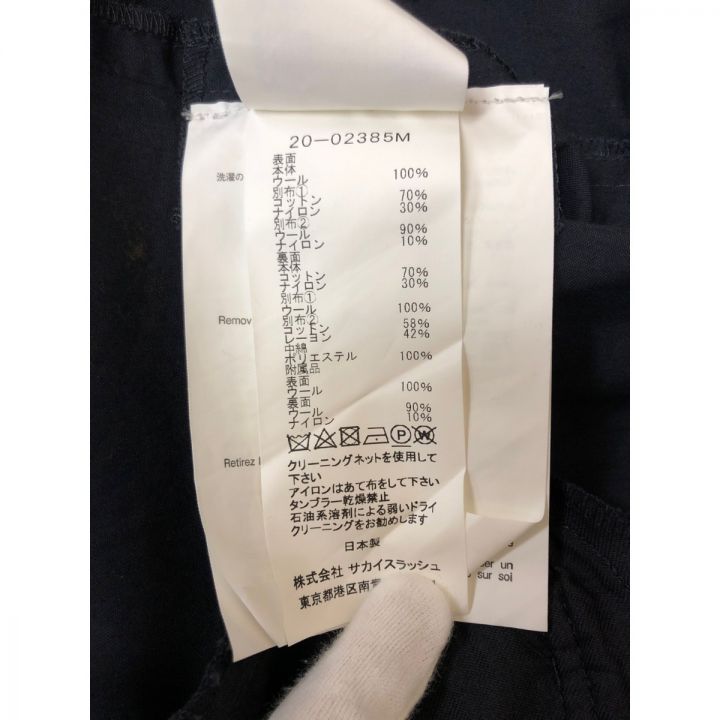 20-02385M
表面
本体
ウール 100%
別布①
コットン 70%
ナイロン 30%
別布②
ウール 90%
ナイロン 10%
裏面
本体
コットン 70%
ナイロン 30%
別布①
ウール 100%
別布②
コットン 58%
レーヨン 42%
中綿
ポリエステル 100%
附属品
表面
ウール 100%
裏面
ウール 90%
ナイロン 10%
クリーニングネットを使用して
下さい
アイロンはあて布をして下さい
タンブラー乾燥禁止
石油系溶剤による弱いドライ
クリーニングをお勧めします
日本製
株式会社 サカイスラッシュ
東京都港区南
洗濯の
Remov
Retirez
er un
sur soi